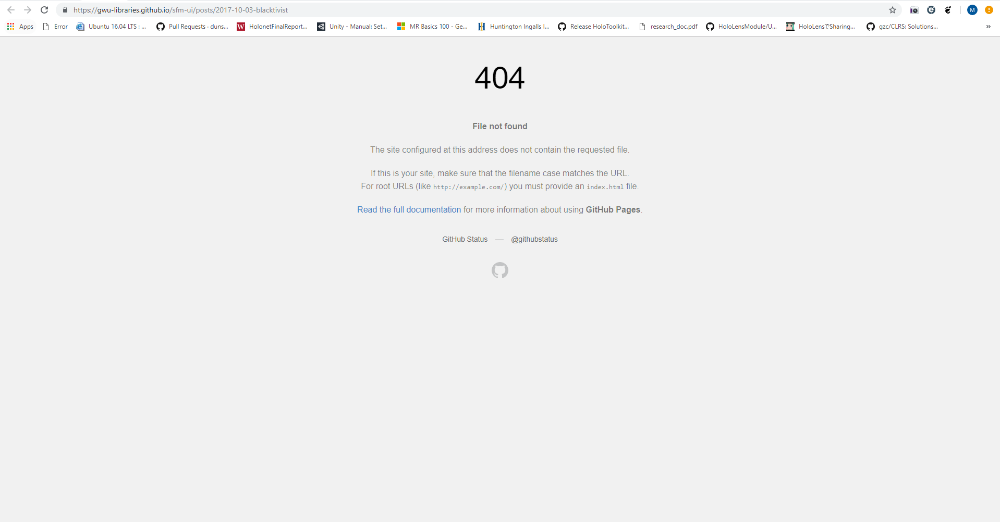 https://gwu-libraries.github.io/sfm-ui/posts/2017-10-03-blacktivist
M
Apps Error Ubuntu 16.04 LTS : ... Pull Requests · duns... W HolonetFinalReport... Unity - Manual: Set... MR Basics 100 - Ge... Huntington Ingalls I... Release HoloToolkit... research_doc.pdf HoloLensModule/U... HoloLensでSharing... gzc/CLRS: Solutions... »
404
File not found
The site configured at this address does not contain the requested file.
If this is your site, make sure that the filename case matches the URL.
For root URLs (like http://example.com/) you must provide an index.html file.
Read the full documentation for more information about using GitHub Pages.
GitHub Status — @githubstatus